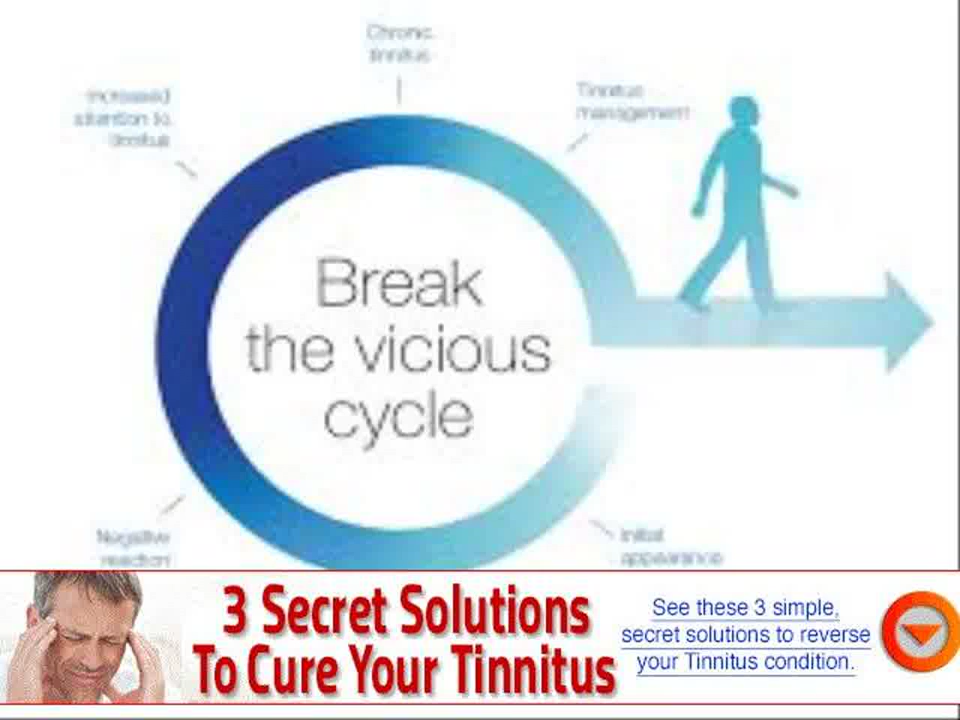 Chronic
tinnitus
Increased
attention to
tinnitus
Tinnitus
management
Break
the vicious
cycle
Negative
reaction
Initial
appearance
3 Secret Solutions
To Cure Your Tinnitus
See these 3 simple,
secret solutions to reverse
your Tinnitus condition.